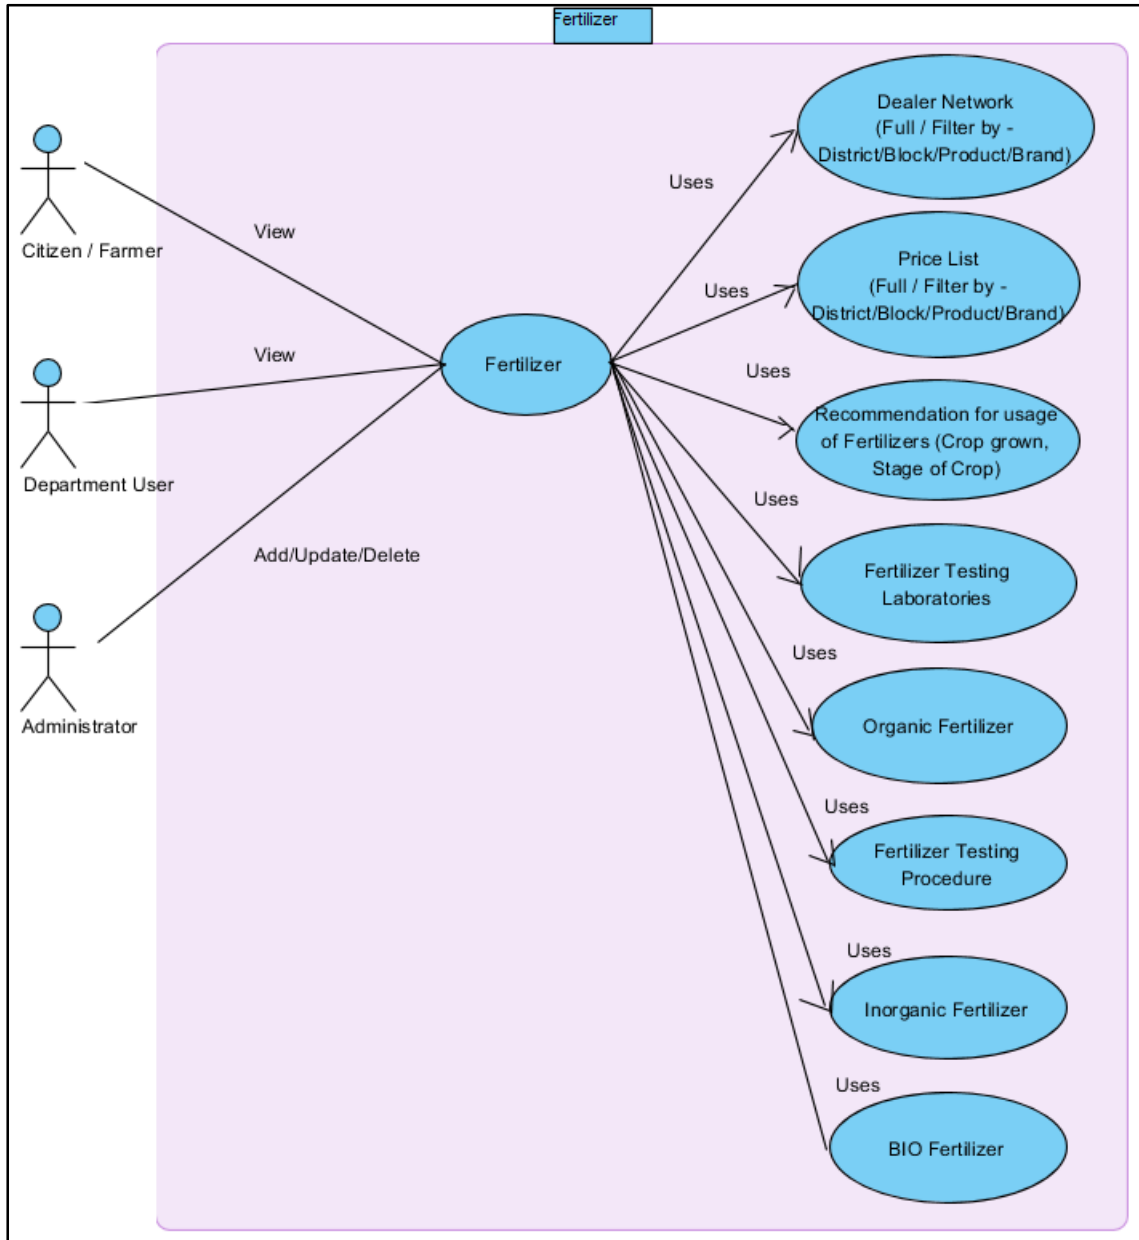 Fertilizer
Dealer Network
(Full / Filter by -
District/Block/Product/Brand)
Uses
Citizen / Farmer
View
Price List
(Full / Filter by -
District/Block/Product/Brand)
Uses
View
Fertilizer
Uses
Recommendation for usage
of Fertilizers (Crop grown,
Stage of Crop)
Department User
Uses
Add/Update/Delete
Fertilizer Testing
Laboratories
Uses
Administrator
Organic Fertilizer
Uses
Fertilizer Testing
Procedure
Uses
Inorganic Fertilizer
Uses
BIO Fertilizer